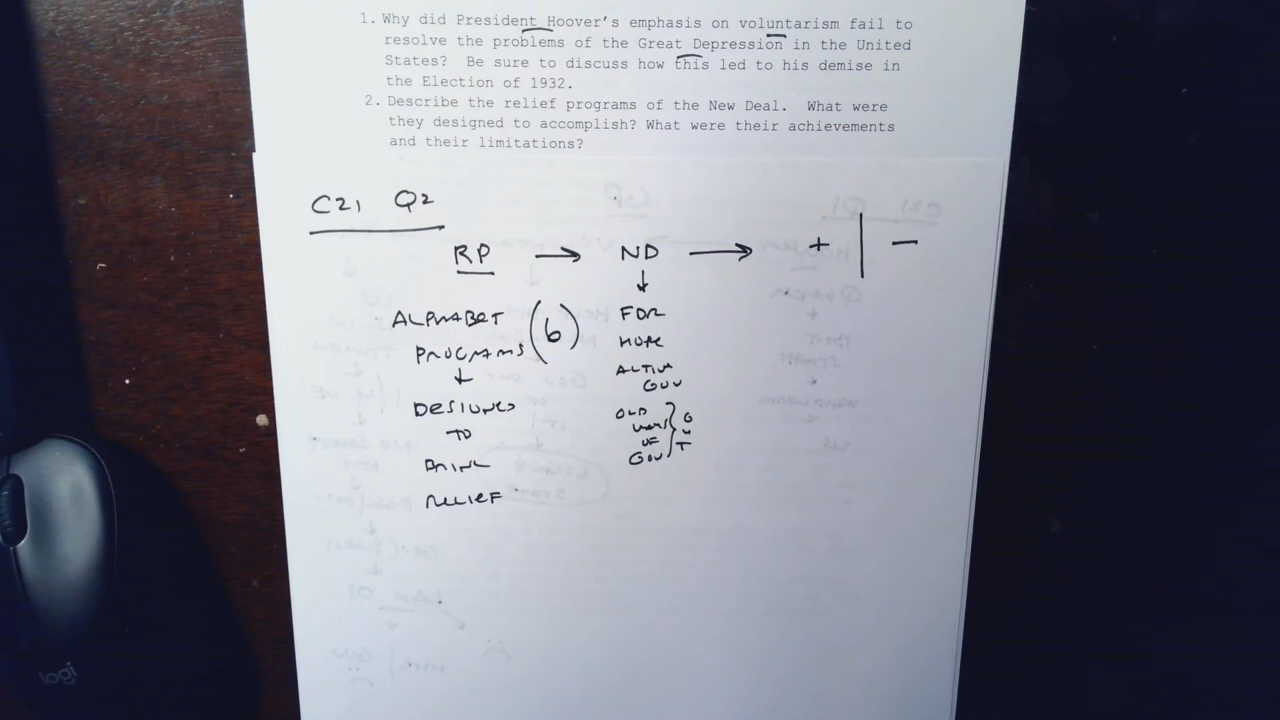 1. Why did President Hoover's emphasis on voluntarism fail to
resolve the problems of the Great Depression in the United
States? Be sure to discuss how this led to his demise in
the Election of 1932.
2. Describe the relief programs of the New Deal. What were
they designed to accomplish? What were their achievements
and their limitations?
C21 Q2
RP → ND → + | -
ALPHABET (6) FDR
PROGRAMS HOPE
↓ ACTIVE
GOV
DESIGNED OLD
TO WAYS
OF
BRING GOV
RELIEF
logi